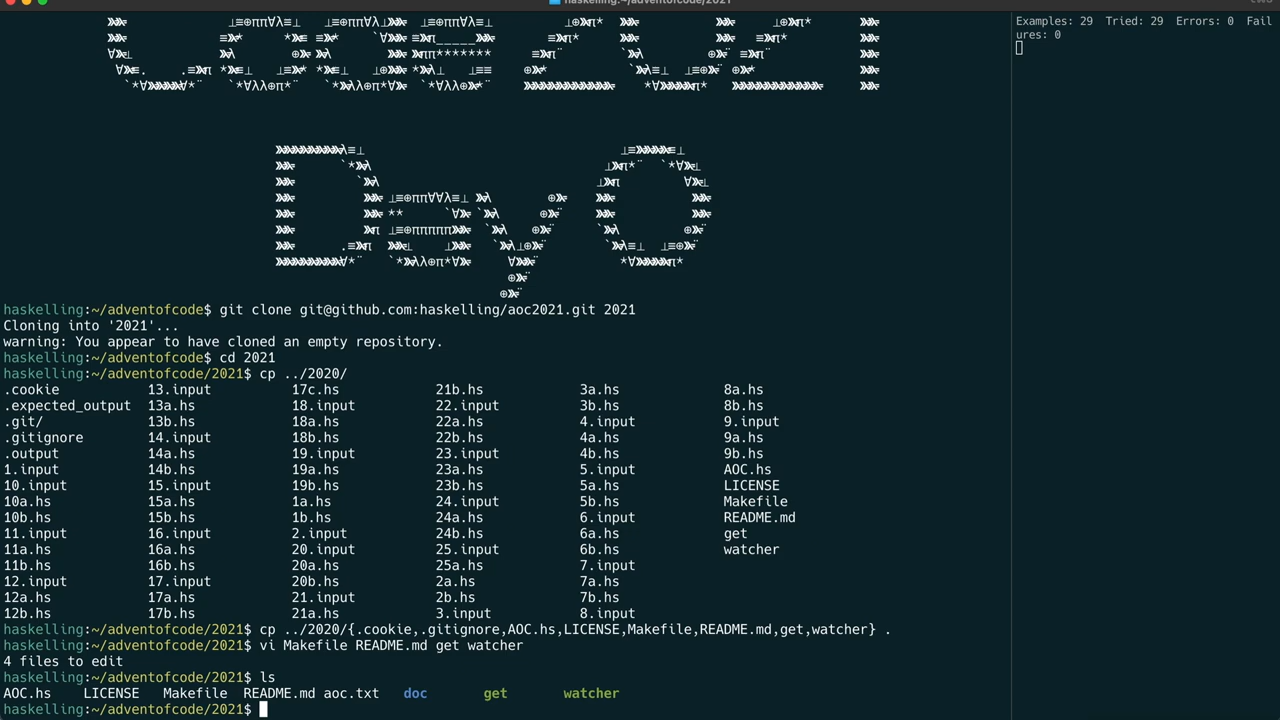 Examples: 29 Tried: 29 Errors: 0 Fail
ures: 0
AoC 2021
Day 0
haskelling:~/adventofcode$ git clone git@github.com:haskelling/aoc2021.git 2021
Cloning into '2021'...
warning: You appear to have cloned an empty repository.
haskelling:~/adventofcode$ cd 2021
haskelling:~/adventofcode/2021$ cp ../2020/
.cookie 13.input 17c.hs 21b.hs 3a.hs 8a.hs
.expected_output 13a.hs 18.input 22.input 3b.hs 8b.hs
.git/ 13b.hs 18a.hs 22a.hs 4.input 9.input
.gitignore 14.input 18b.hs 22b.hs 4a.hs 9a.hs
.output 14a.hs 19.input 23.input 4b.hs 9b.hs
1.input 14b.hs 19a.hs 23a.hs 5.input AOC.hs
10.input 15.input 19b.hs 23b.hs 5a.hs LICENSE
10a.hs 15a.hs 1a.hs 24.input 5b.hs Makefile
10b.hs 15b.hs 1b.hs 24a.hs 6.input README.md
11.input 16.input 2.input 24b.hs 6a.hs get
11a.hs 16a.hs 20.input 25.input 6b.hs watcher
11b.hs 16b.hs 20a.hs 25a.hs 7.input
12.input 17.input 20b.hs 2a.hs 7a.hs
12a.hs 17a.hs 21.input 2b.hs 7b.hs
12b.hs 17b.hs 21a.hs 3.input 8.input
haskelling:~/adventofcode/2021$ cp ../2020/{.cookie,.gitignore,AOC.hs,LICENSE,Makefile,README.md,get,watcher} .
haskelling:~/adventofcode/2021$ vi Makefile README.md get watcher
4 files to edit
haskelling:~/adventofcode/2021$ ls
AOC.hs LICENSE Makefile README.md aoc.txt doc get watcher
haskelling:~/adventofcode/2021$